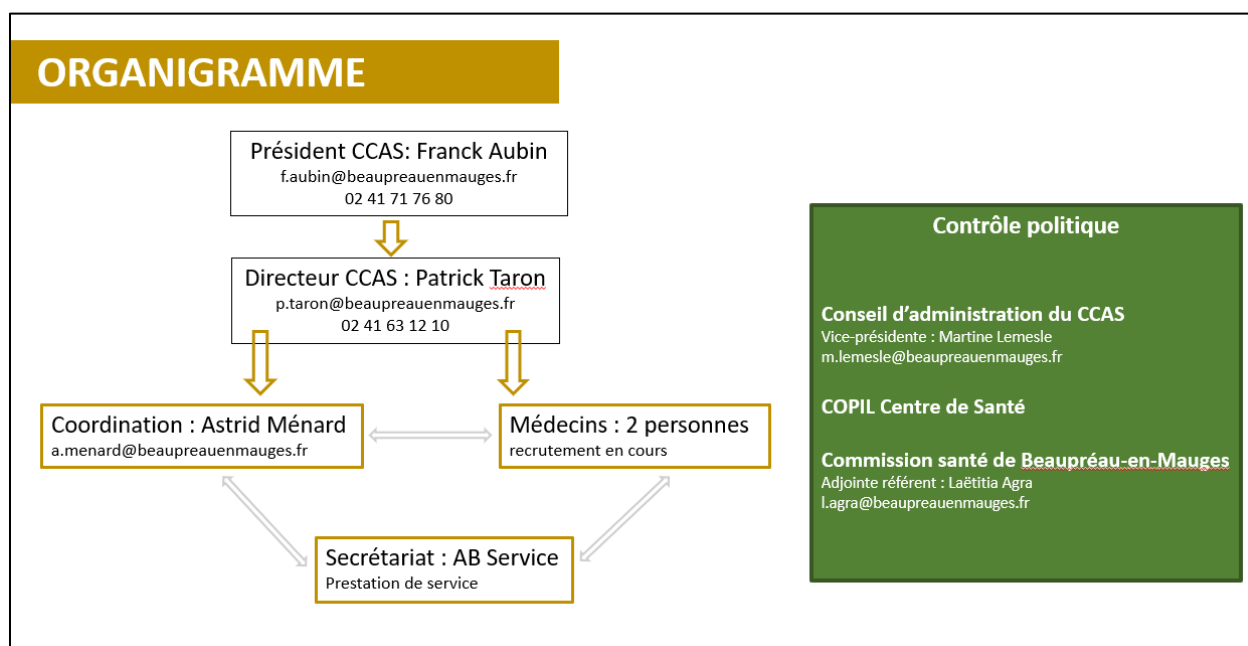 ORGANIGRAMME
Président CCAS: Franck Aubin
f.aubin@beaupreauenmauges.fr
02 41 71 76 80
Directeur CCAS : Patrick Taron
p.taron@beaupreauenmauges.fr
02 41 63 12 10
Coordination : Astrid Ménard
a.menard@beaupreauenmauges.fr
Médecins : 2 personnes
recrutement en cours
Secrétariat : AB Service
Prestation de service
Contrôle politique
Conseil d'administration du CCAS
Vice-présidente : Martine Lemesle
m.lemesle@beaupreauenmauges.fr
COPIL Centre de Santé
Commission santé de Beaupréau-en-Mauges
Adjointe référent : Laëtitia Agra
l.agra@beaupreauenmauges.fr